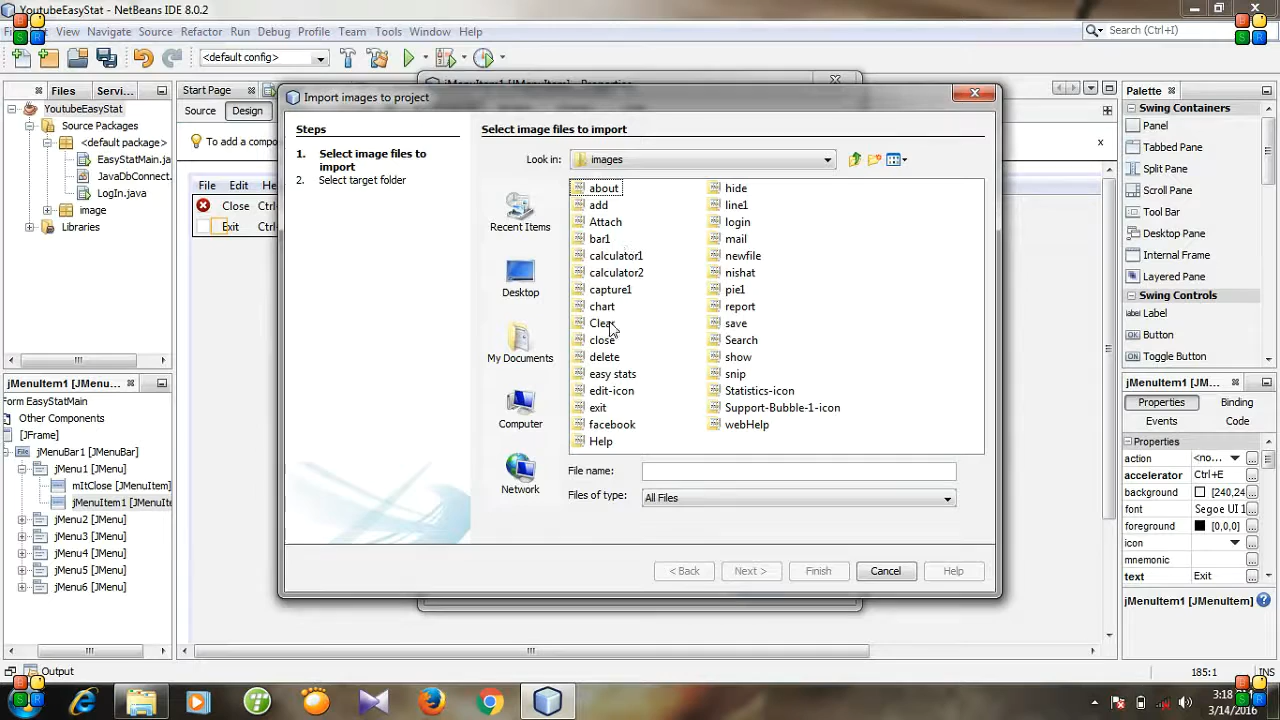 YoutubeEasyStat - NetBeans IDE 8.0.2
View Navigate Source Refactor Run Debug Profile Team Tools Window Help
Search (Ctrl+I)
<default config>
Files Servi...
YoutubeEasyStat
Source Packages
<default package>
EasyStatMain.ja
JavaDbConnect.
LogIn.java
image
Libraries
Start Page
Source Design
To add a compo
File Edit He
Close Ctrl-
Exit Ctrl-
jMenuItem1 [JMenuItem] - Properties
Import images to project
Steps
1. Select image files to import
2. Select target folder
Select image files to import
Look in: images
Recent Items
Desktop
My Documents
Computer
Network
about
add
Attach
bar1
calculator1
calculator2
capture1
chart
Clear
close
delete
easy stats
edit-icon
exit
facebook
Help
hide
line1
login
mail
newfile
nishat
pie1
report
save
Search
show
snip
Statistics-icon
Support-Bubble-1-icon
webHelp
File name:
Files of type: All Files
< Back Next > Finish Cancel Help
Palette
Swing Containers
Panel
Tabbed Pane
Split Pane
Scroll Pane
Tool Bar
Desktop Pane
Internal Frame
Layered Pane
Swing Controls
Label
Button
Toggle Button
jMenuItem1 [JMenu...
Form EasyStatMain
Other Components
[JFrame]
jMenuBar1 [JMenuBar]
jMenu1 [JMenu]
mItClose [JMenuItem]
jMenuItem1 [JMenuIte
jMenu2 [JMenu]
jMenu3 [JMenu]
jMenu4 [JMenu]
jMenu5 [JMenu]
jMenu6 [JMenu]
jMenuItem1 [JM...
Properties Binding
Events Code
Properties
action <no...
accelerator Ctrl+E
background [240,24
font Segoe UI 1
foreground [0,0,0]
icon
mnemonic
text Exit
jMenuItem1 [JMenuItem]
Output
185:1 INS
3:18
3/14/2016